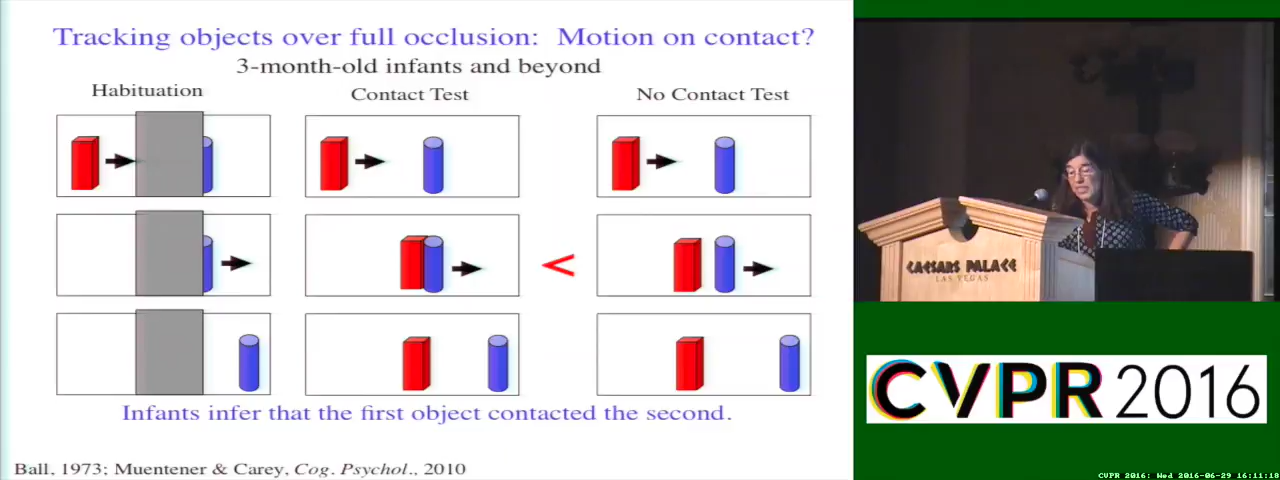 Tracking objects over full occlusion: Motion on contact?
3-month-old infants and beyond
Habituation
Contact Test
No Contact Test
<
Infants infer that the first object contacted the second.
Ball, 1973; Muentener & Carey, Cog. Psychol., 2010
CAESARS PALACE
LAS VEGAS
CVPR 2016
CVPR 2016: Wed 2016-06-29 16:11:18